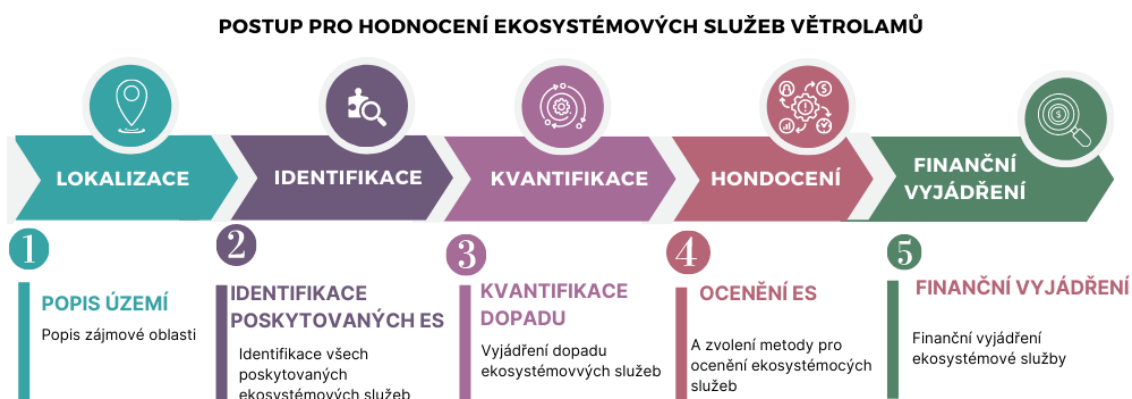 POSTUP PRO HODNOCENÍ EKOSYSTÉMOVÝCH SLUŽEB VĚTROLAMŮ
LOKALIZACE
IDENTIFIKACE
KVANTIFIKACE
HONDOCENÍ
FINANČNÍ
VYJÁDŘENÍ
1
POPIS ÚZEMÍ
Popis zájmové oblasti
2
IDENTIFIKACE
POSKYTOVANÝCH ES
Identifikace všech
poskytovaných
ekosystémových služeb
3
KVANTIFIKACE
DOPADU
Vyjádření dopadu
ekosystémovvých služeb
4
OCENĚNÍ ES
A zvolení metody pro
ocenění ekosystémocých
služeb
5
FINANČNÍ VYJÁDŘENÍ
Finanční vyjádření
ekosystémové služby